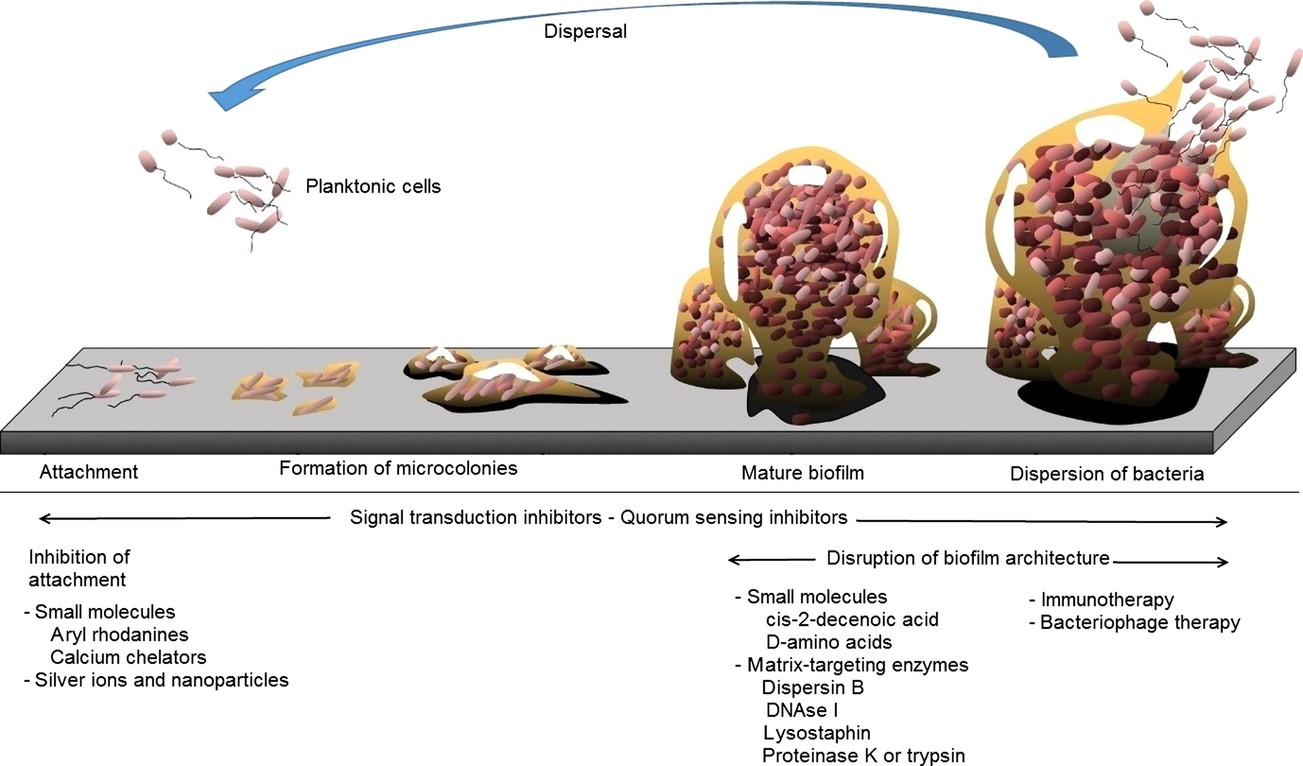 Dispersal
Planktonic cells
Attachment
Formation of microcolonies
Mature biofilm
Dispersion of bacteria
Signal transduction inhibitors - Quorum sensing inhibitors
Inhibition of
attachment
- Small molecules
Aryl rhodanines
Calcium chelators
- Silver ions and nanoparticles
Disruption of biofilm architecture
- Small molecules
cis-2-decenoic acid
D-amino acids
- Matrix-targeting enzymes
Dispersin B
DNAse I
Lysostaphin
Proteinase K or trypsin
- Immunotherapy
- Bacteriophage therapy